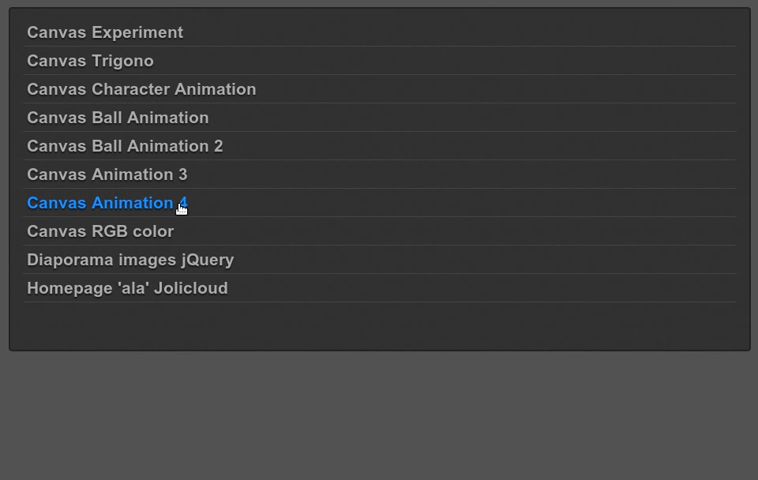 Canvas Experiment
Canvas Trigono
Canvas Character Animation
Canvas Ball Animation
Canvas Ball Animation 2
Canvas Animation 3
Canvas Animation 4
Canvas RGB color
Diaporama images jQuery
Homepage 'ala' Jolicloud